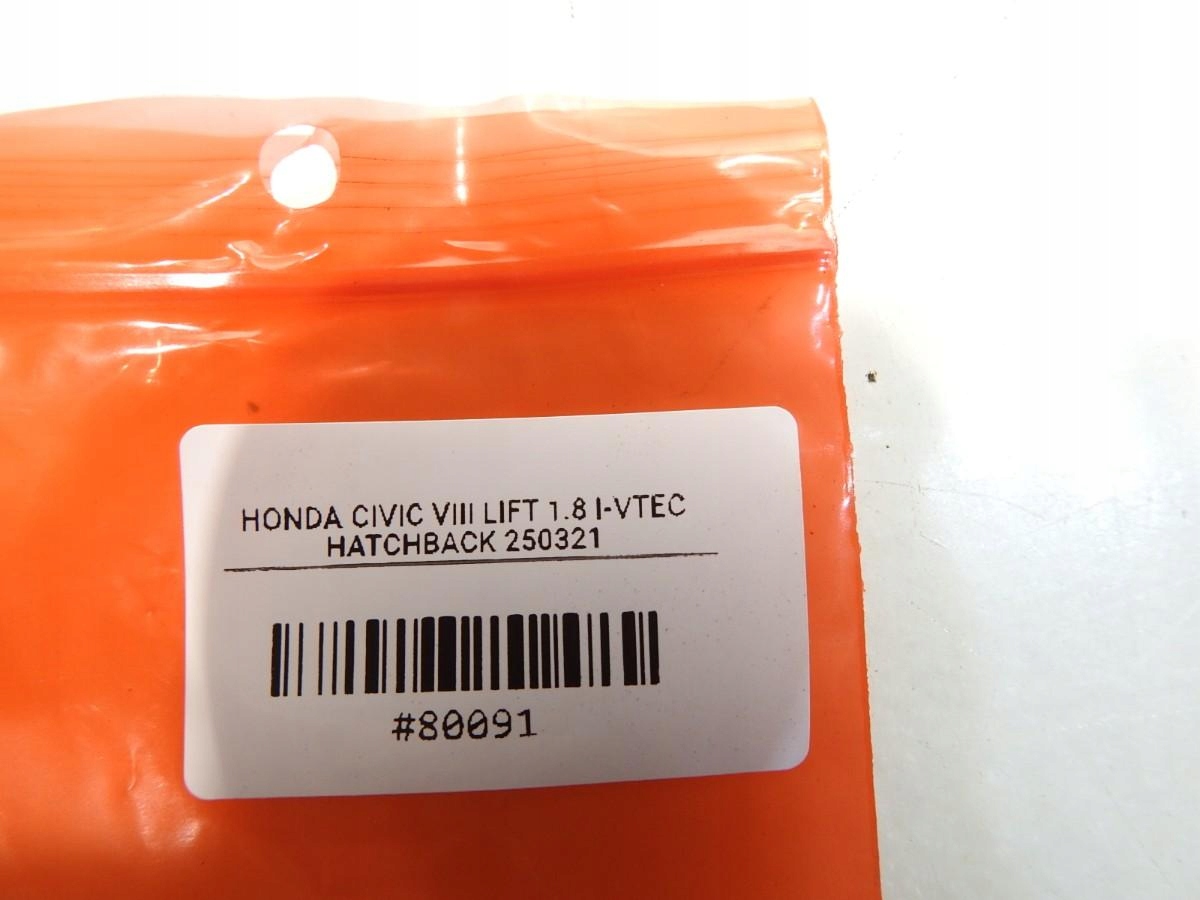 HONDA CIVIC VIII LIFT 1.8 I-VTEC
HATCHBACK 250321
#80091